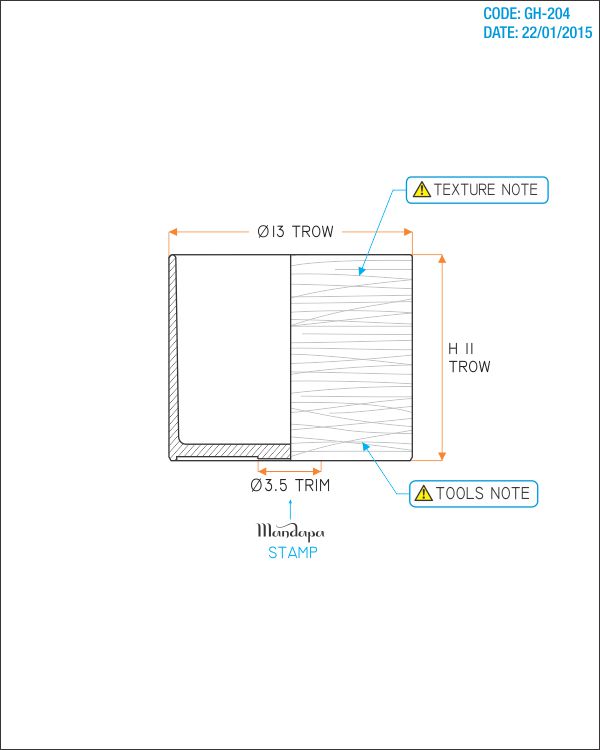 CODE: GH-204
DATE: 22/01/2015
⚠ TEXTURE NOTE
Ø13 TROW
H 11
TROW
Ø3.5 TRIM
⚠ TOOLS NOTE
Mandapa
STAMP